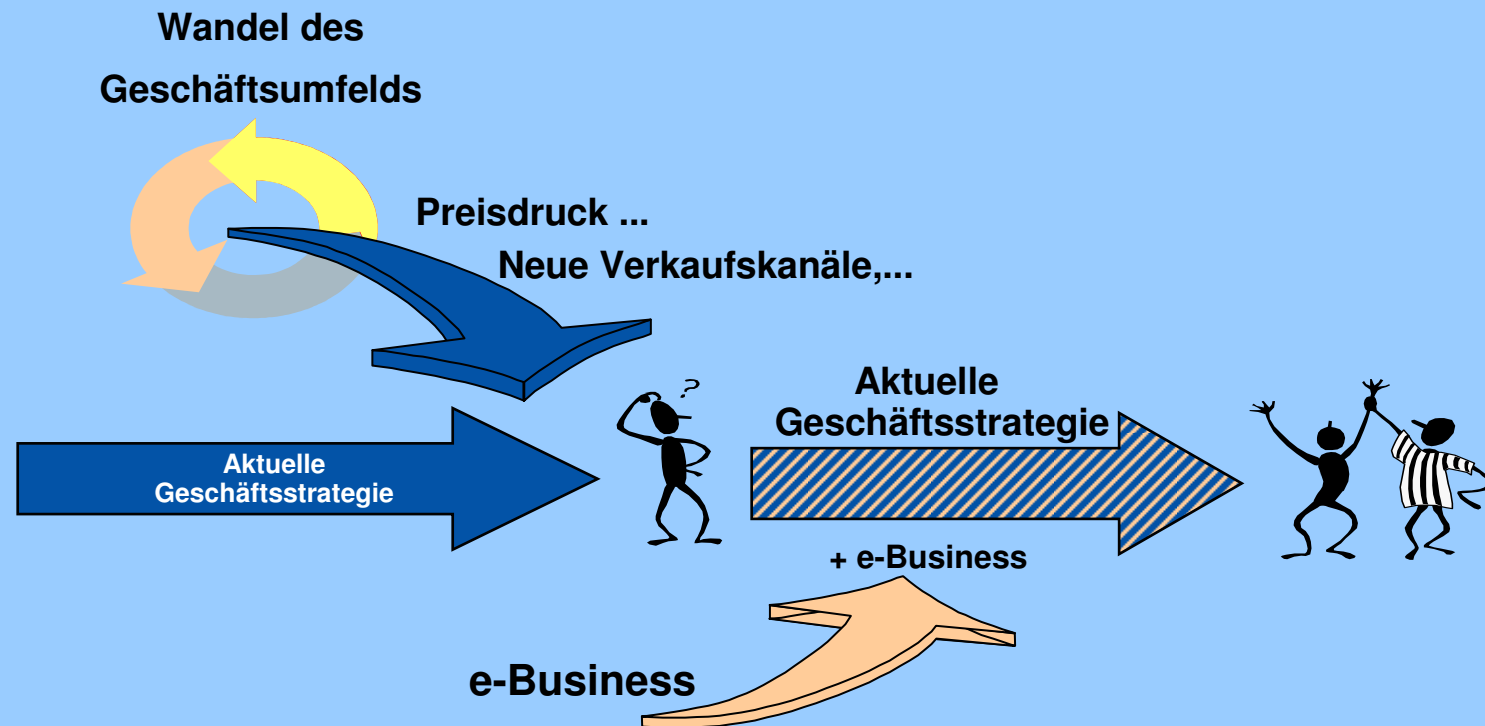 Wandel des
Geschäftsumfelds
Preisdruck ...
Neue Verkaufskanäle,...
?
Aktuelle
Geschäftsstrategie
Aktuelle
Geschäftsstrategie
+ e-Business
e-Business